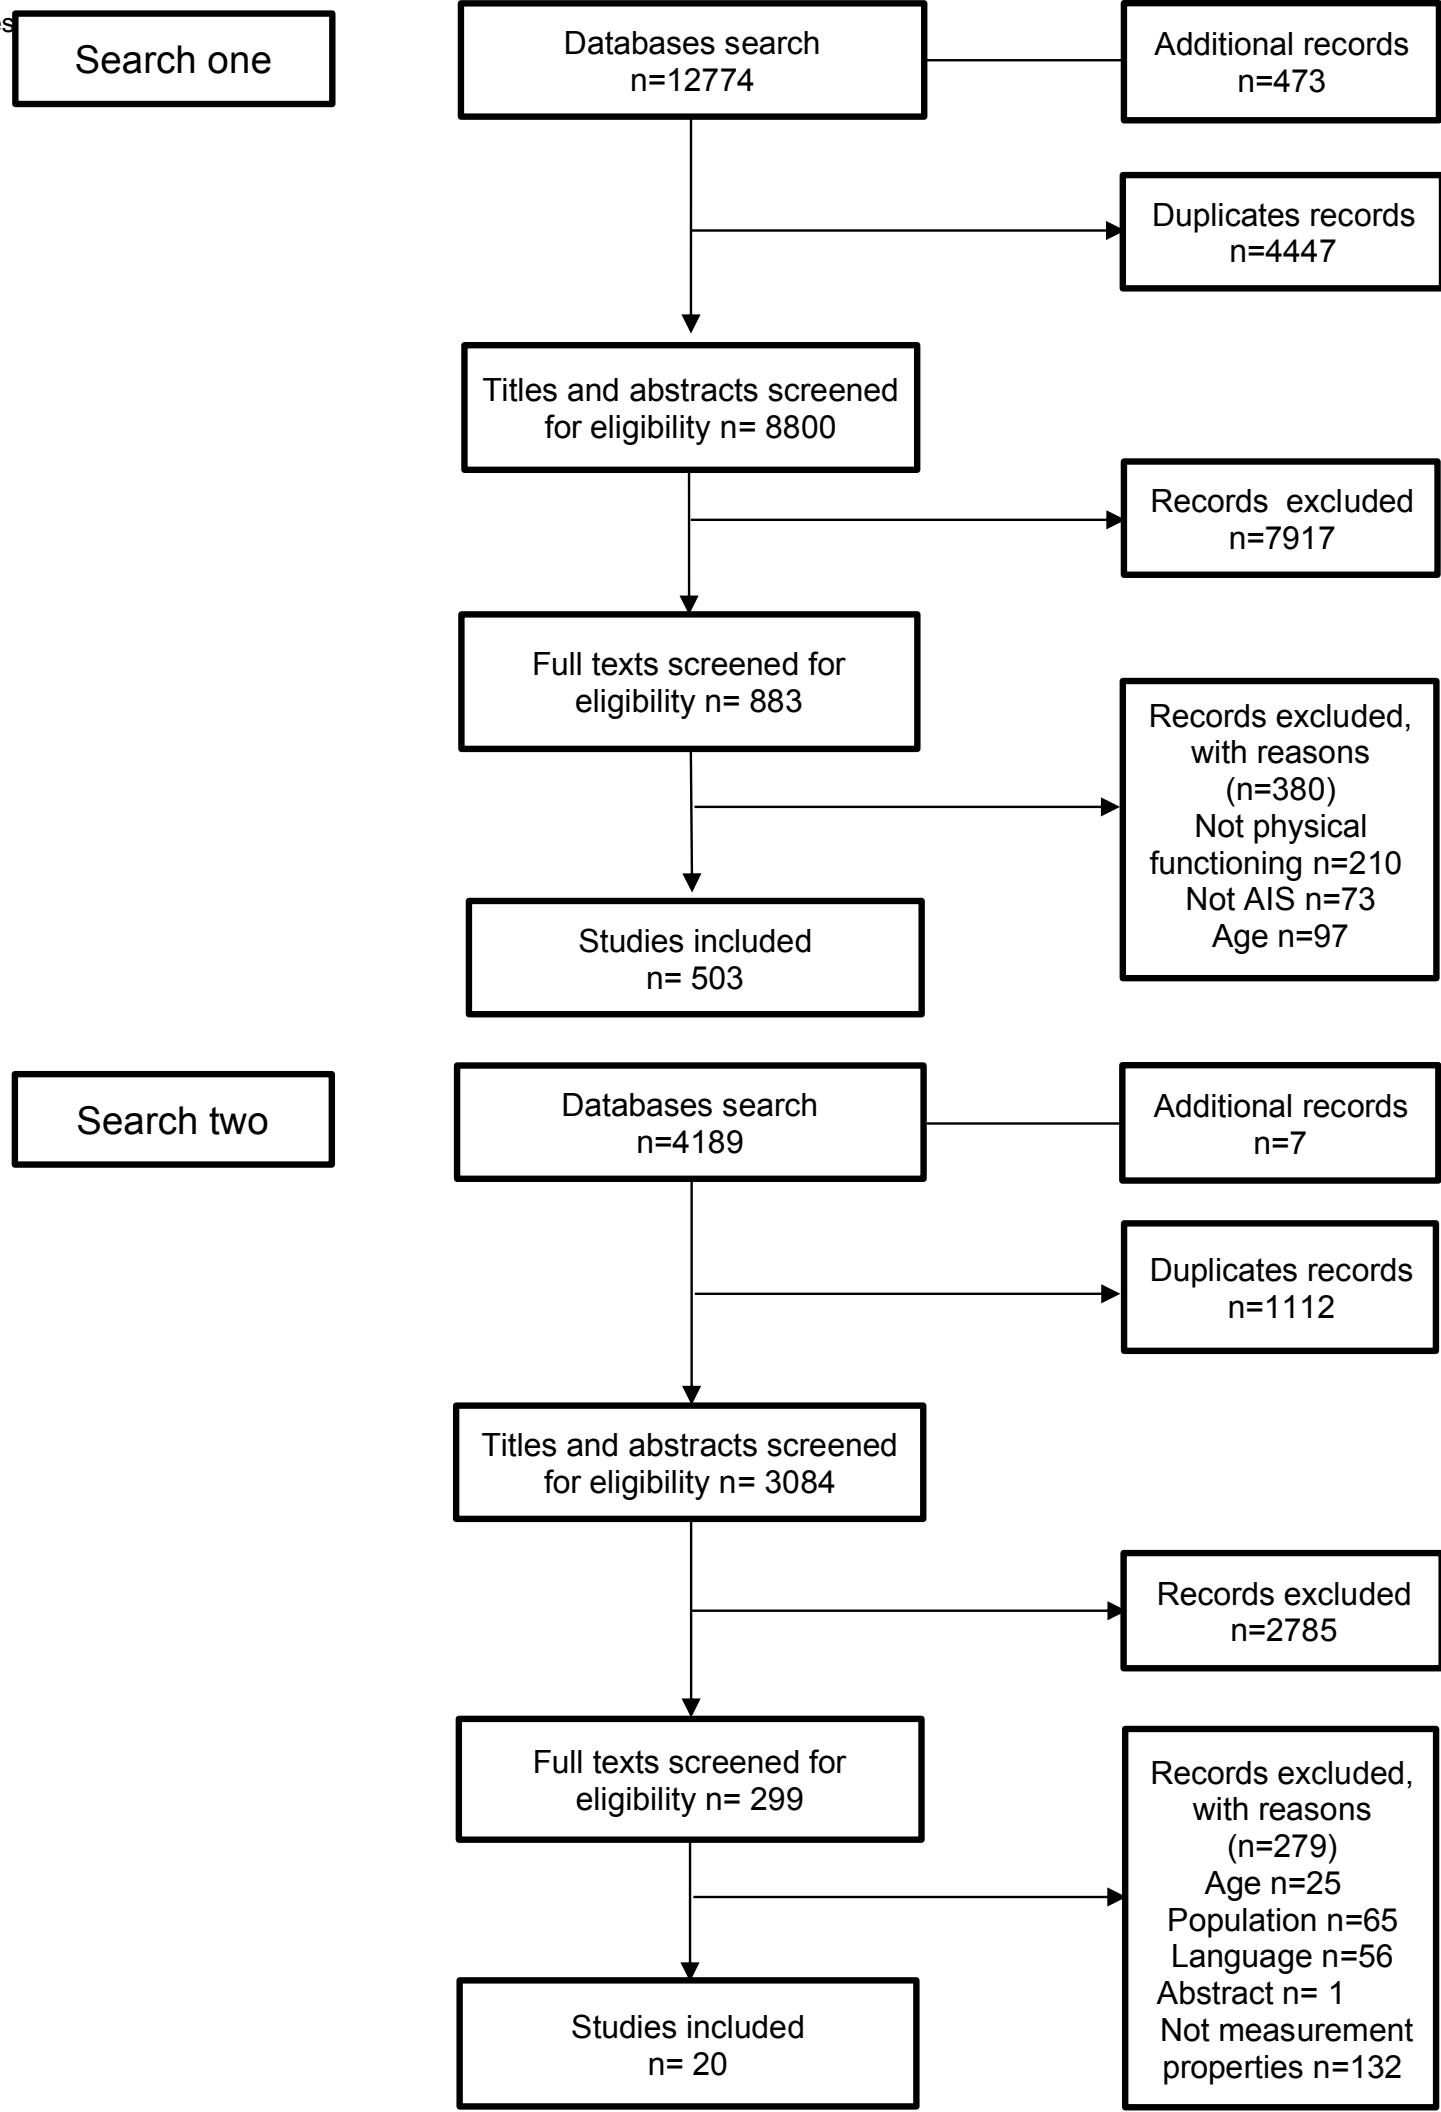 es
Search one
Databases search
n=12774
Additional records
n=473
Duplicates records
n=4447
Titles and abstracts screened
for eligibility n= 8800
Records  excluded
n=7917
Full texts screened for
eligibility n= 883
Records excluded,
with reasons
(n=380)
Not physical
functioning n=210
Not AIS n=73
Age n=97
Studies included
n= 503
Search two
Databases search
n=4189
Additional records
n=7
Duplicates records
n=1112
Titles and abstracts screened
for eligibility n= 3084
Records excluded
n=2785
Full texts screened for
eligibility n= 299
Records excluded,
with reasons
(n=279)
Age n=25
Population n=65
Language n=56
Abstract n= 1
Not measurement
properties n=132
Studies included
n= 20